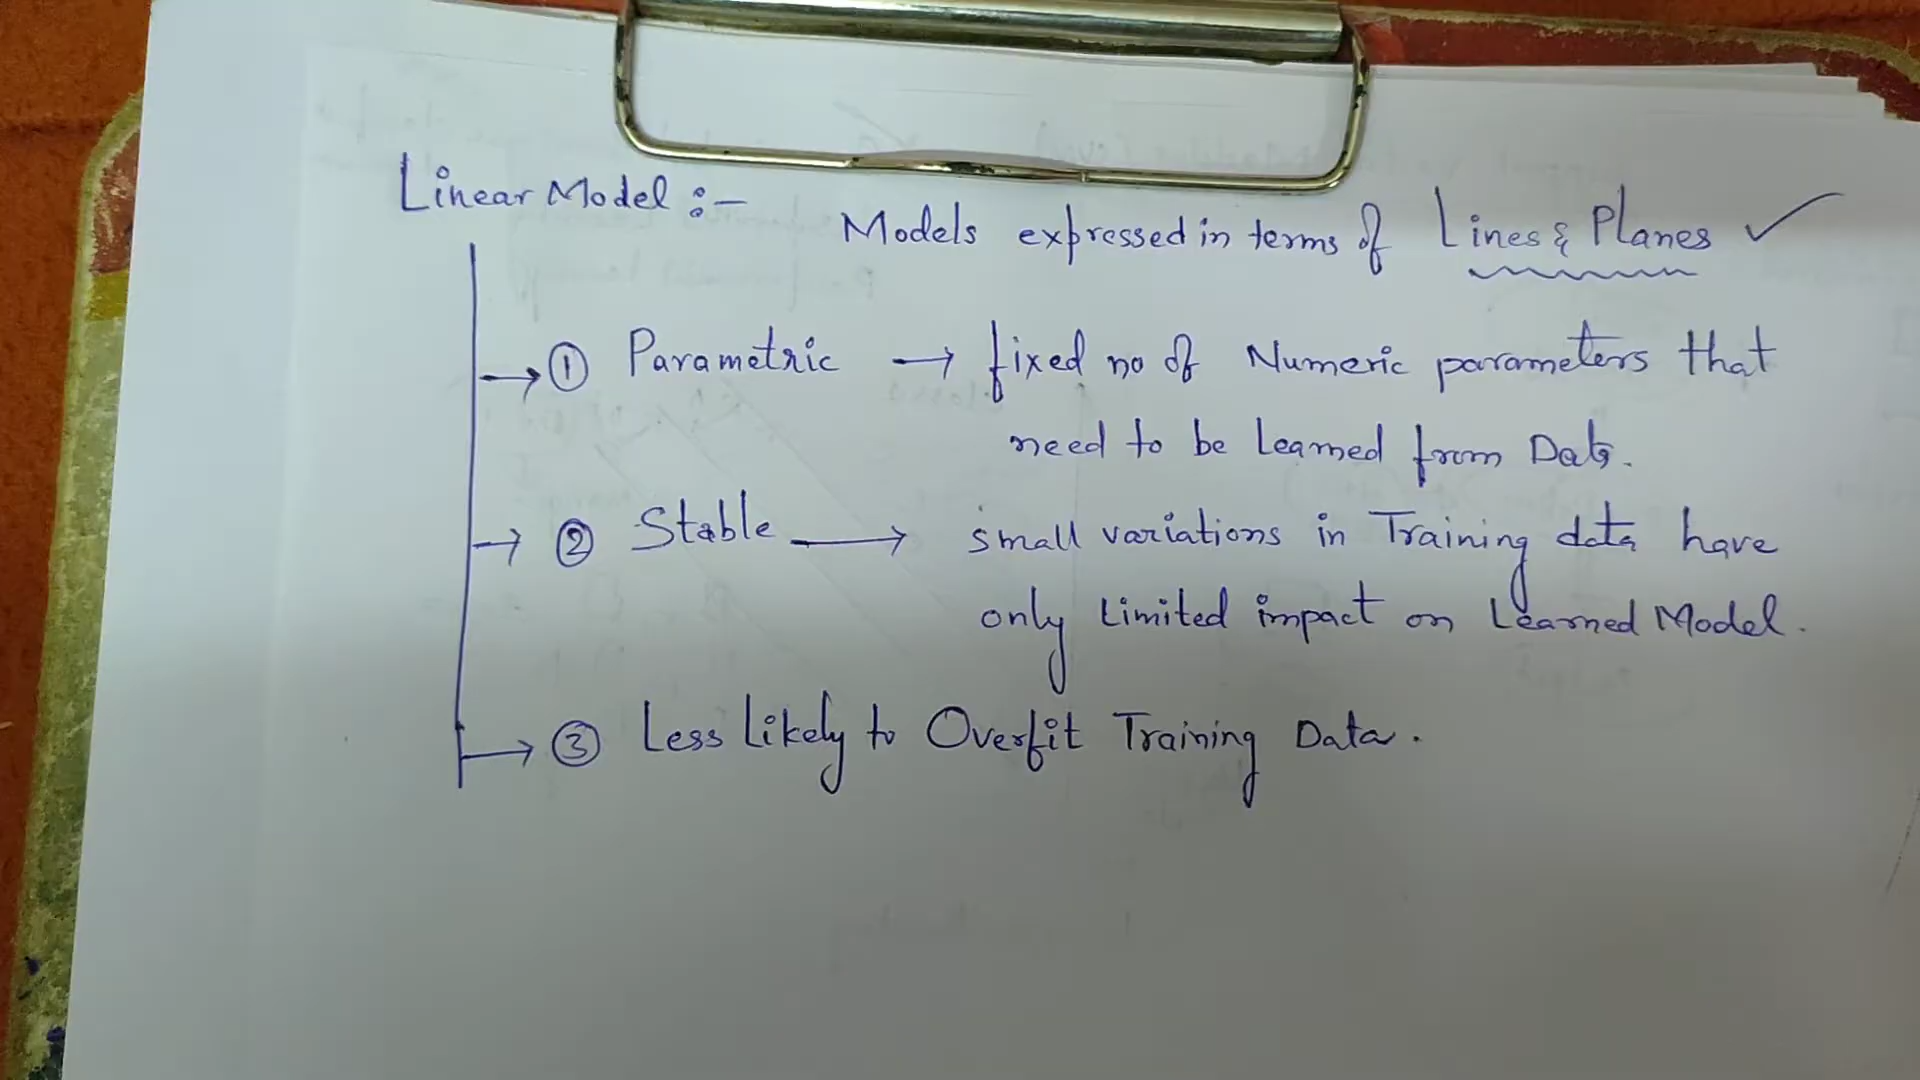 Linear Model :-
Models expressed in terms of Lines & Planes ✓
→ ① Parametric → fixed no of Numeric parameters that
need to be Learned from Data.
→ ② Stable → small variations in Training data have
only Limited impact on Learned Model.
→ ③ Less Likely to Overfit Training Data.